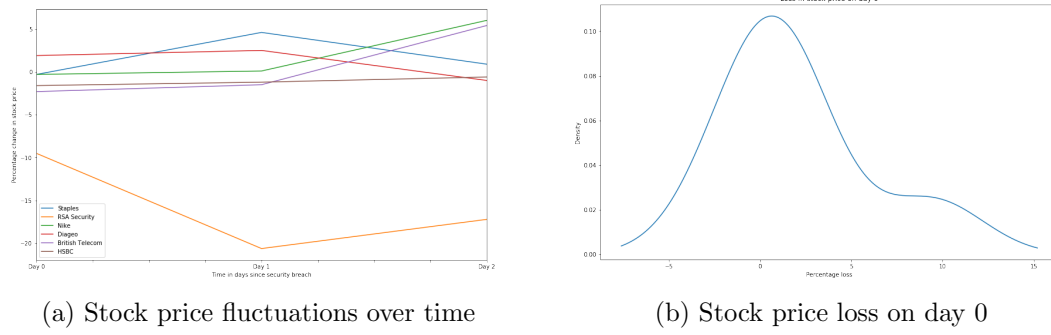 Loss in stock price on day 0
5
0
−5
−10
−15
−20
Percentage change in stock price
Staples
RSA Security
Nike
Diageo
British Telecom
HSBC
Day 0
Day 1
Day 2
Time in days since security breach
0.10
0.08
0.06
0.04
0.02
0.00
Density
−5
0
5
10
15
Percentage loss
(a) Stock price fluctuations over time
(b) Stock price loss on day 0